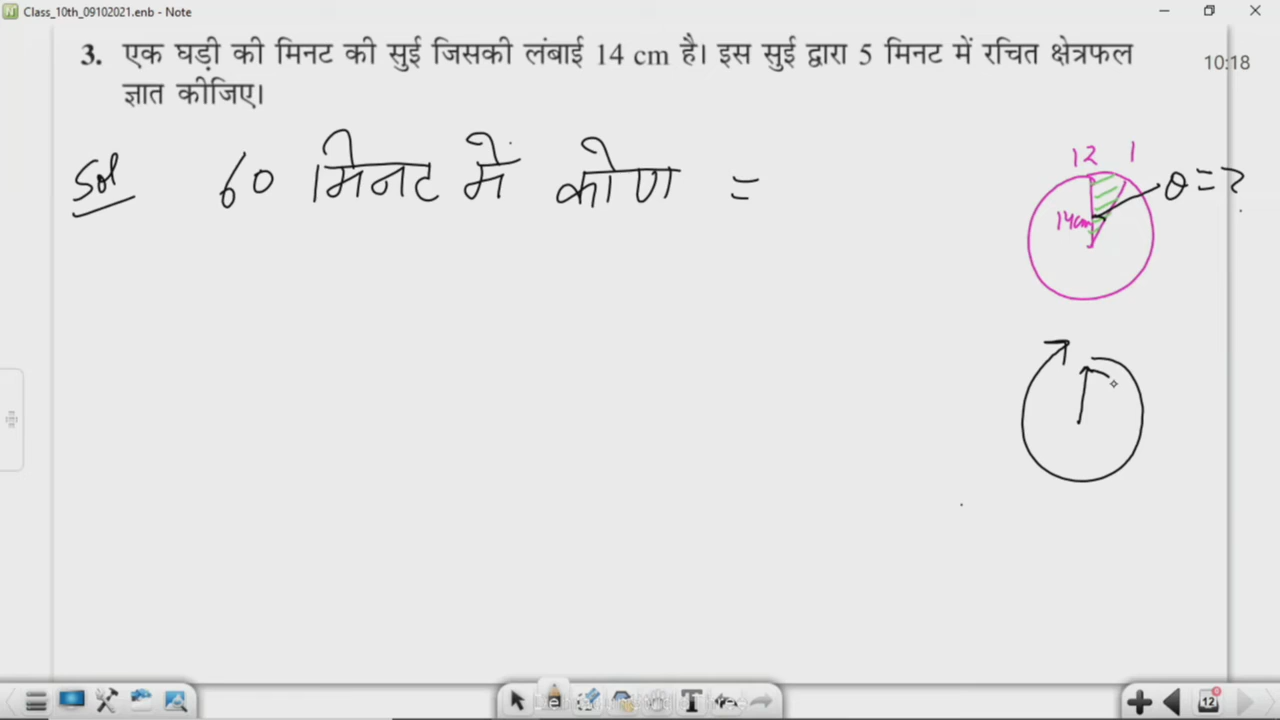 Class_10th_09102021.enb - Note
3. एक घड़ी की मिनट की सुई जिसकी लंबाई 14 cm है। इस सुई द्वारा 5 मिनट में रचित क्षेत्रफल
ज्ञात कीजिए।
10:18
Sol 60 मिनट में कोण =
12 1
14cm
θ=?
12